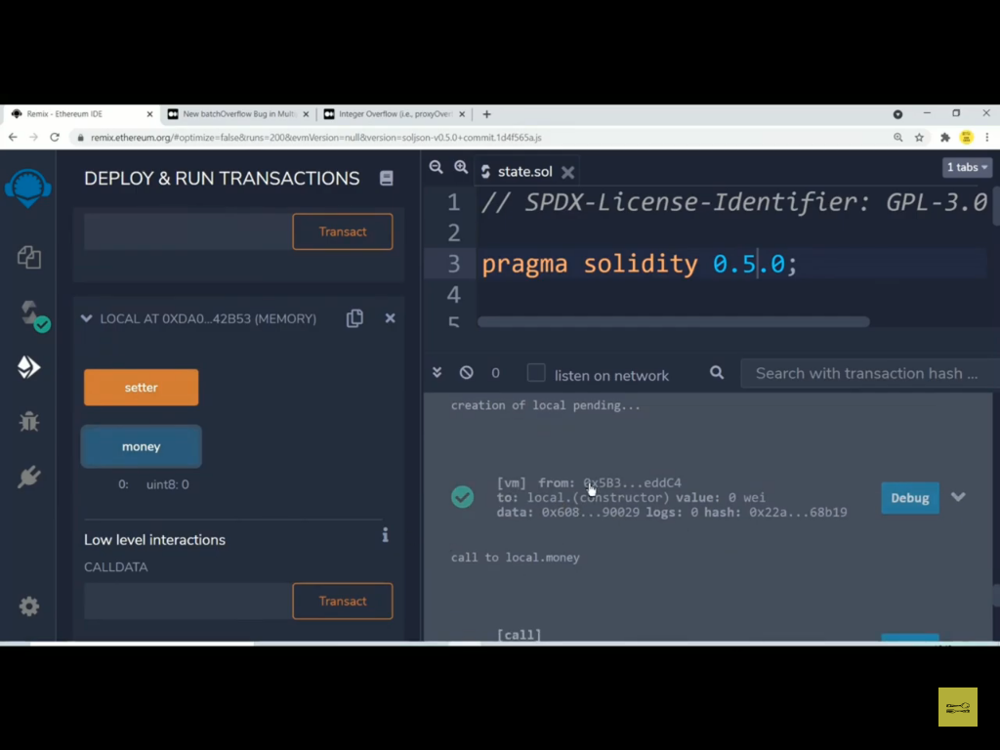 Remix - Ethereum IDE
New batchOverflow Bug in Mult
Integer Overflow (i.e., proxyOver
remix.ethereum.org/#optimize=false&runs=200&evmVersion=null&version=soljson-v0.5.0+commit.1d4f565a.js
DEPLOY & RUN TRANSACTIONS
Transact
LOCAL AT 0XDA0...42B53 (MEMORY)
setter
money
0: uint8: 0
Low level interactions
CALLDATA
Transact
state.sol
1 tabs
1 // SPDX-License-Identifier: GPL-3.0
2
3 pragma solidity 0.5.0;
4
5
0 listen on network
Search with transaction hash ...
creation of local pending...
[vm] from: 0x5B3...eddC4
to: local.(constructor) value: 0 wei
data: 0x608...90029 logs: 0 hash: 0x22a...68b19
Debug
call to local.money
[call]